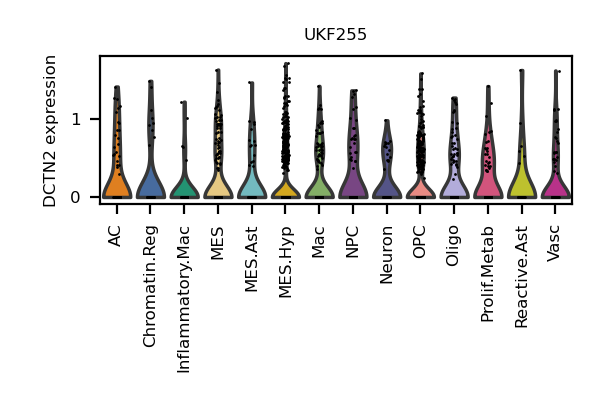 UKF255
DCTN2 expression
1
0
AC
Chromatin.Reg
Inflammatory.Mac
MES
MES.Ast
MES.Hyp
Mac
NPC
Neuron
OPC
Oligo
Prolif.Metab
Reactive.Ast
Vasc